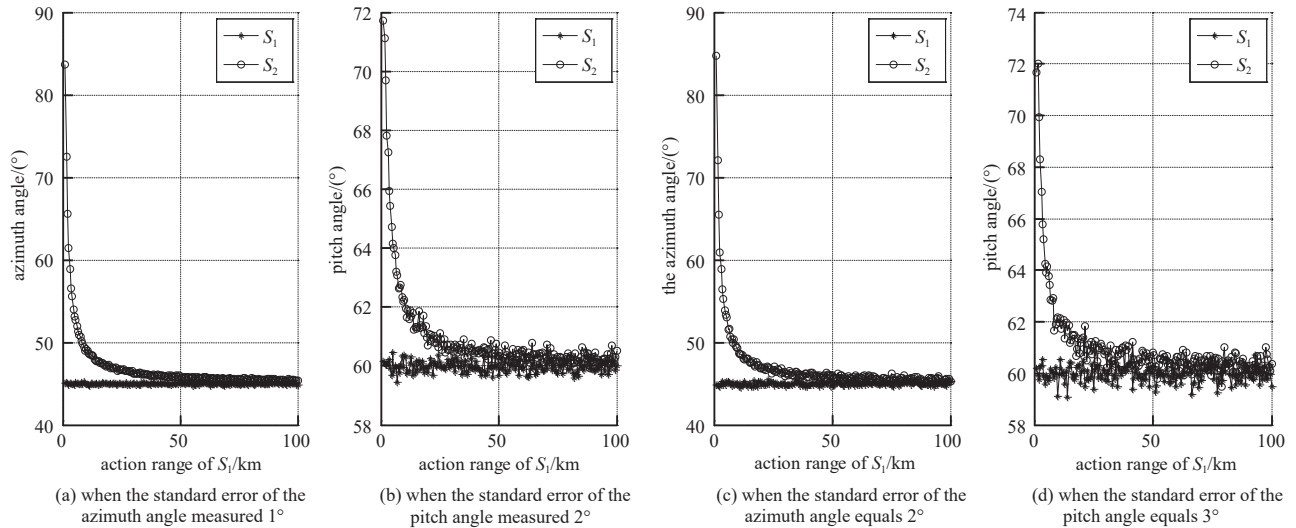 90
80
70
60
50
40
azimuth angle/(°)
S₁
S₂
0
50
100
action range of S₁/km
(a) when the standard error of the
azimuth angle measured 1°
72
70
68
66
64
62
60
58
pitch angle/(°)
S₁
S₂
0
50
100
action range of S₁/km
(b) when the standard error of the
pitch angle measured 2°
90
80
70
60
50
40
the azimuth angle/(°)
S₁
S₂
0
50
100
action range of S₁/km
(c) when the standard error of the
azimuth angle equals 2°
74
72
70
68
66
64
62
60
58
pitch angle/(°)
S₁
S₂
0
50
100
action range of S₁/km
(d) when the standard error of the
pitch angle equals 3°